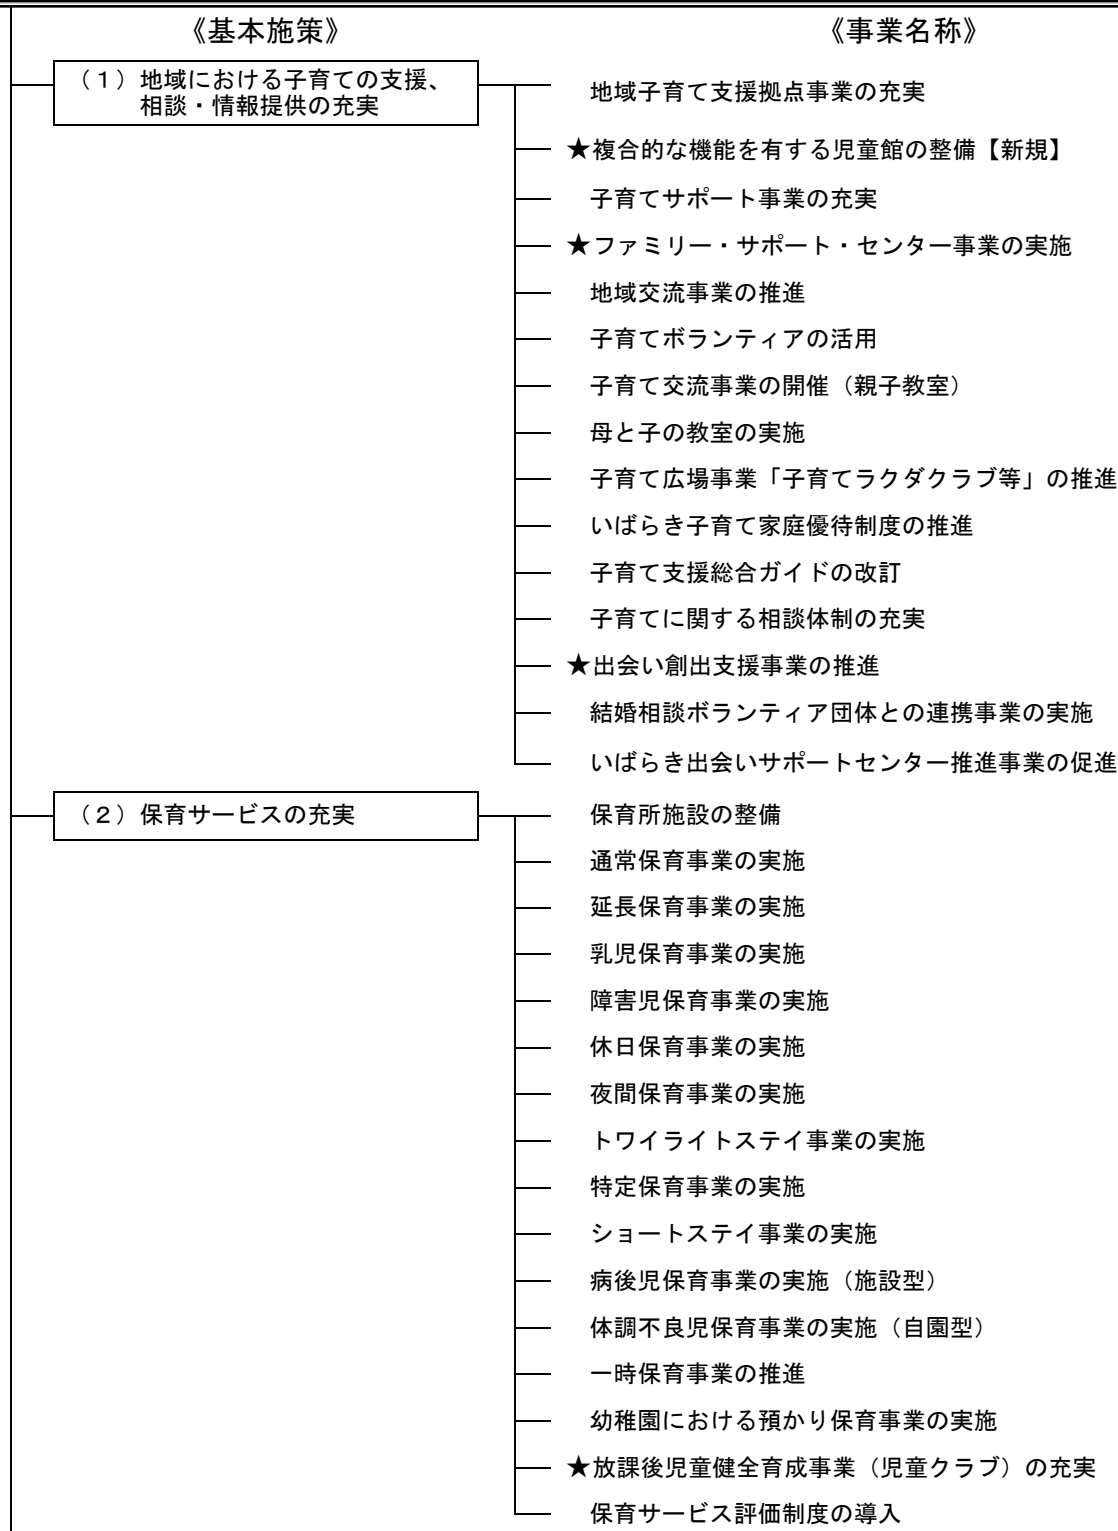 《基本施策》
《事業名称》
（１）地域における子育ての支援、
相談・情報提供の充実
地域子育て支援拠点事業の充実
★複合的な機能を有する児童館の整備【新規】
子育てサポート事業の充実
★ファミリー・サポート・センター事業の実施
地域交流事業の推進
子育てボランティアの活用
子育て交流事業の開催（親子教室）
母と子の教室の実施
子育て広場事業「子育てラクダクラブ等」の推進
いばらき子育て家庭優待制度の推進
子育て支援総合ガイドの改訂
子育てに関する相談体制の充実
★出会い創出支援事業の推進
結婚相談ボランティア団体との連携事業の実施
いばらき出会いサポートセンター推進事業の促進
（２）保育サービスの充実
保育所施設の整備
通常保育事業の実施
延長保育事業の実施
乳児保育事業の実施
障害児保育事業の実施
休日保育事業の実施
夜間保育事業の実施
トワイライトステイ事業の実施
特定保育事業の実施
ショートステイ事業の実施
病後児保育事業の実施（施設型）
体調不良児保育事業の実施（自園型）
一時保育事業の推進
幼稚園における預かり保育事業の実施
★放課後児童健全育成事業（児童クラブ）の充実
保育サービス評価制度の導入